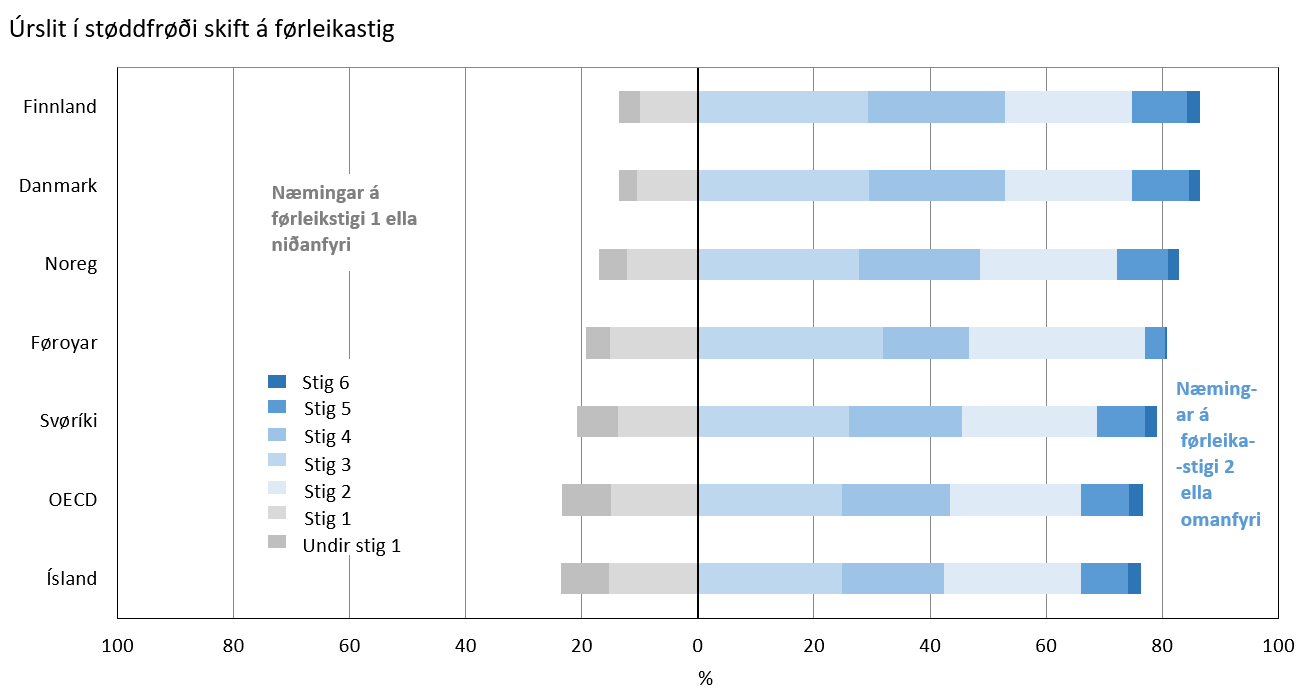 Úrslit í støddfrøði skift á førleikastig
Finnland
Danmark
Noreg
Føroyar
Svøríki
OECD
Ísland
Næmingar á
førleikstigi 1 ella
niðanfyri
Stig 6
Stig 5
Stig 4
Stig 3
Stig 2
Stig 1
Undir stig 1
Næming-
ar á
førleika-
-stigi 2
ella
omanfyri
100 80 60 40 20 0 20 40 60 80 100
%